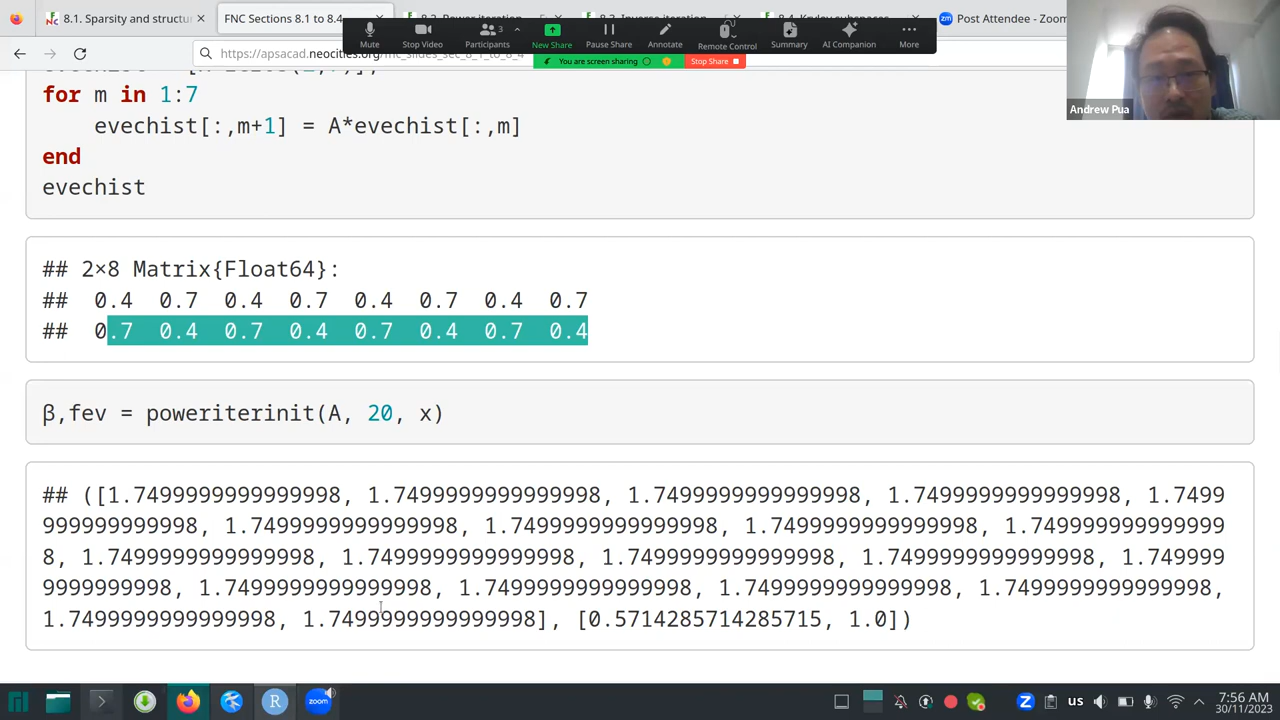 8.1. Sparsity and structu
FNC Sections 8.1 to 8.4
Post Attendee - Zoom
Mute
Stop Video
Participants
3
New Share
Pause Share
Annotate
Remote Control
Summary
AI Companion
More
You are screen sharing
Stop Share
https://apsacad.neocities.org/
Andrew Pua
for m in 1:7
evechist[:,m+1] = A*evechist[:,m]
end
evechist
## 2×8 Matrix{Float64}:
##  0.4  0.7  0.4  0.7  0.4  0.7  0.4  0.7
##  0.7  0.4  0.7  0.4  0.7  0.4  0.7  0.4
β,fev = poweriterinit(A, 20, x)
## ([1.7499999999999998, 1.7499999999999998, 1.7499999999999998, 1.7499999999999998, 1.7499
999999999998, 1.7499999999999998, 1.7499999999999998, 1.7499999999999998, 1.749999999999999
8, 1.7499999999999998, 1.7499999999999998, 1.7499999999999998, 1.7499999999999998, 1.749999
9999999998, 1.7499999999999998, 1.7499999999999998, 1.7499999999999998, 1.7499999999999998,
1.7499999999999998, 1.7499999999999998], [0.5714285714285715, 1.0])
us
7:56 AM
30/11/2023